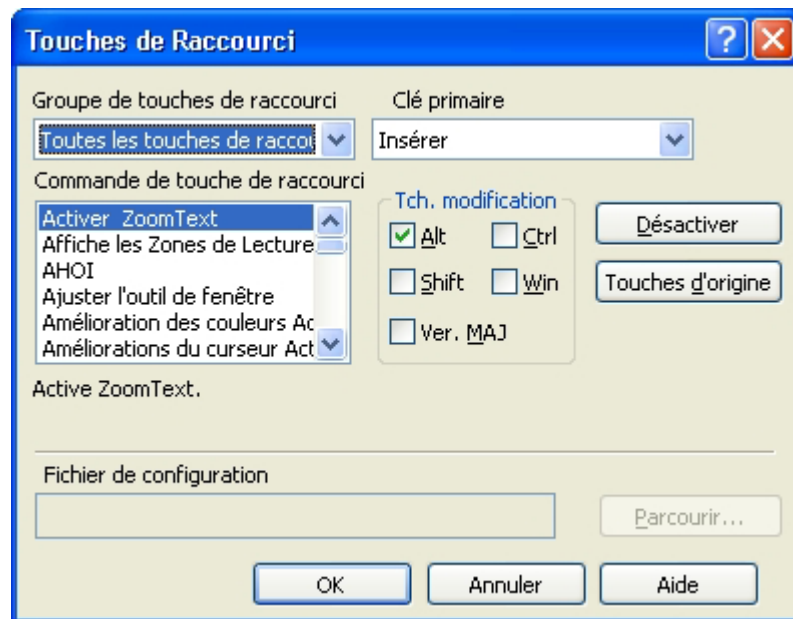 Touches de Raccourci
Groupe de touches de raccourci
Clé primaire
Toutes les touches de raccou
Insérer
Commande de touche de raccourci
Activer ZoomText
Affiche les Zones de Lecture
AHOI
Ajuster l'outil de fenêtre
Amélioration des couleurs Ac
Améliorations du curseur Act
Tch. modification
Alt
Ctrl
Shift
Win
Ver. MAJ
Désactiver
Touches d'origine
Active ZoomText.
Fichier de configuration
Parcourir...
OK
Annuler
Aide